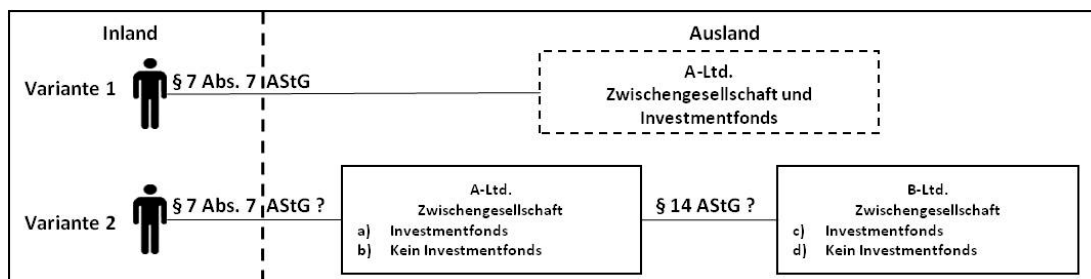 Inland
Ausland
Variante 1
§ 7 Abs. 7 AStG
A-Ltd.
Zwischengesellschaft und
Investmentfonds
Variante 2
§ 7 Abs. 7 AStG ?
A-Ltd.
Zwischengesellschaft
a) Investmentfonds
b) Kein Investmentfonds
§ 14 AStG ?
B-Ltd.
Zwischengesellschaft
c) Investmentfonds
d) Kein Investmentfonds